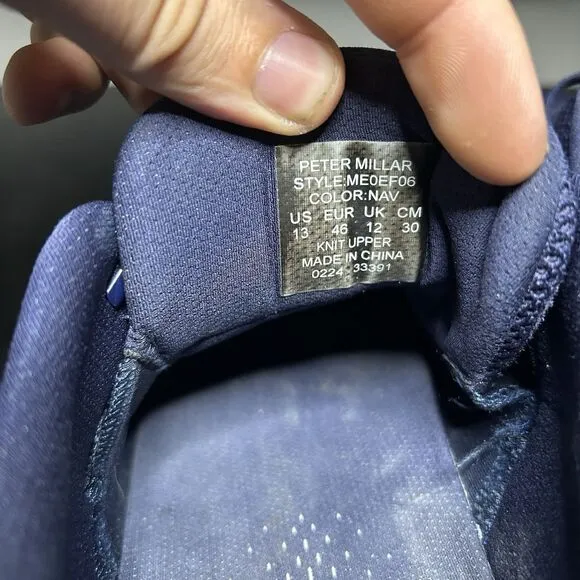 PETER MILLAR
STYLE:ME0EF06
COLOR:NAV
US EUR UK CM
13 46 12 30
KNIT UPPER
MADE IN CHINA
0224-33391